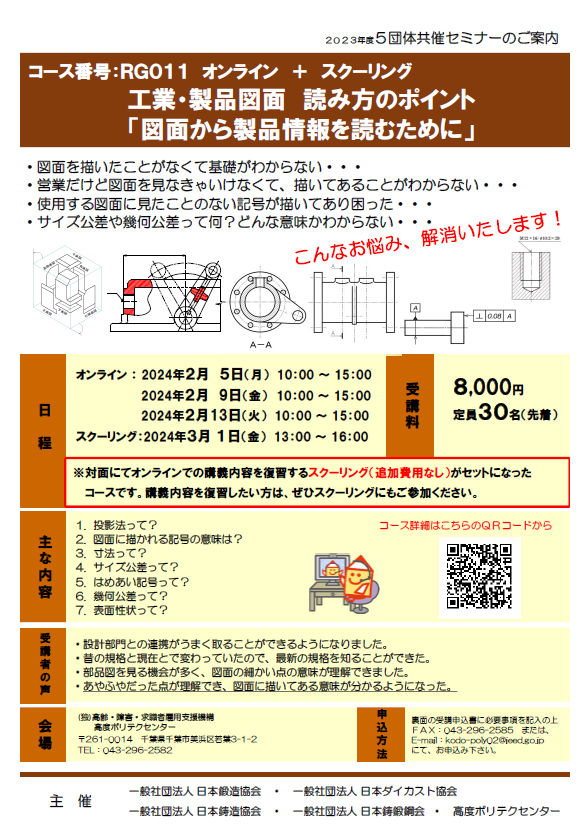 2023年度５団体共催セミナーのご案内
コース番号：RG011　オンライン　＋　スクーリング
工業・製品図面　読み方のポイント
「図面から製品情報を読むために」
・図面を描いたことがなくて基礎がわからない・・・
・営業だけど図面を見なきゃいけなくて、描いてあることがわからない・・・
・使用する図面に見たことのない記号が描いてあり困った・・・
・サイズ公差や幾何公差って何？どんな意味かわからない・・・
こんなお悩み、解消いたします！
A
A
A－A
A
⊥ 0.08 A
日程
オンライン： 2024年2月　5日（月） 10:00 ～ 15:00
2024年2月　9日（金） 10:00 ～ 15:00
2024年2月13日（火） 10:00 ～ 15:00
スクーリング：2024年3月 1日（金） 13:00 ～ 16:00
受講料
8,000円
定員30名（先着）
※対面にてオンラインでの講義内容を復習するスクーリング（追加費用なし）がセットになった
コースです。講義内容を復習したい方は、ぜひスクーリングにもご参加ください。
主な内容
1. 投影法って？
2. 図面に描かれる記号の意味は？
3. 寸法って？
4. サイズ公差って？
5. はめあい記号って？
6. 幾何公差って？
7. 表面性状って？
コース詳細はこちらのＱＲコードから
受講者の声
・設計部門との連携がうまく取ることができるようになりました。
・昔の規格と現在とで変わっていたので、最新の規格を知ることができた。
・部品図を見る機会が多く、図面の細かい点の意味が理解できました。
・あやふやだった点が理解でき、図面に描いてある意味が分かるようになった。
会場
(独)高齢・障害・求職者雇用支援機構
高度ポリテクセンター
〒261-0014　千葉県千葉市美浜区若葉3-1-2
TEL：043-296-2582
申込方法
裏面の受講申込書に必要事項を記入の上
ＦＡＸ：043-296-2585　または、
E-mail：kodo-poly02@jeed.go.jp
にて、お申込み下さい。
主　催
一般社団法人 日本鍛造協会　・　一般社団法人 日本ダイカスト協会
一般社団法人 日本鋳造協会　・　一般社団法人 日本鋳鍛鋼会　・　高度ポリテクセンター